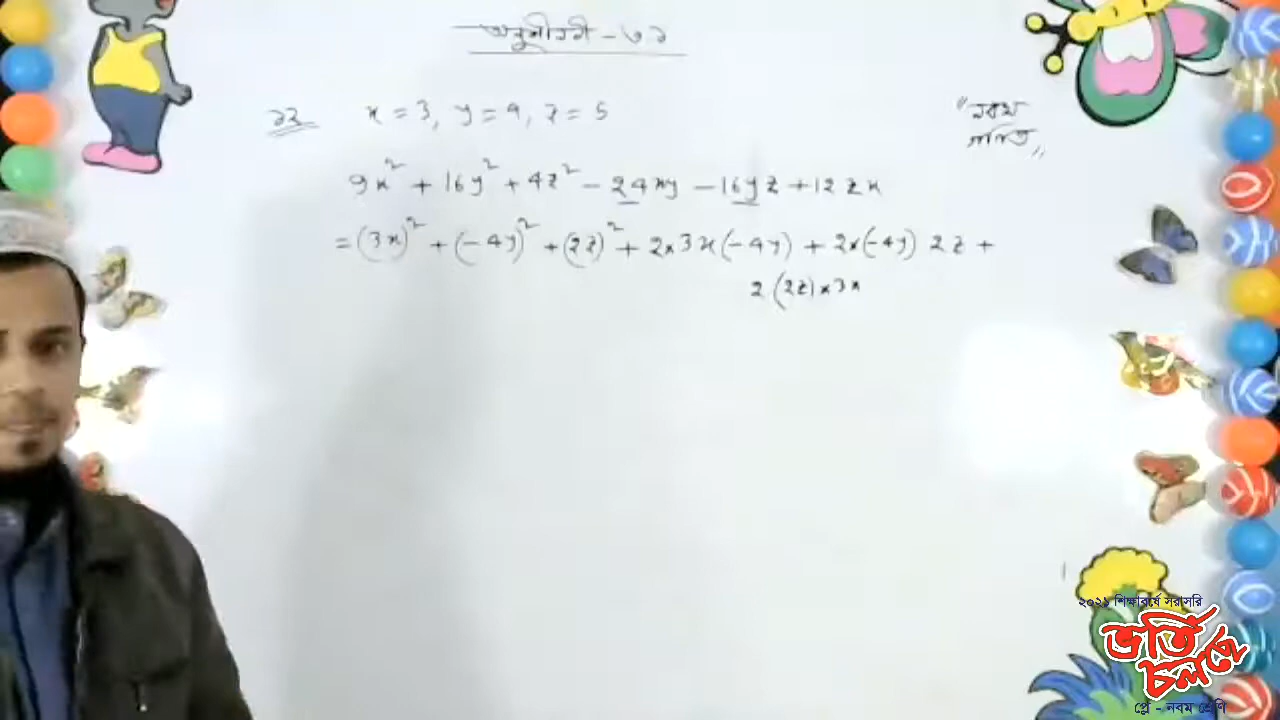 অনুশীলনী - ৩.১
১২ x = 3, y = 4, z = 5
"নবম
গণিত"
9x² + 16y² + 4z² - 24xy - 16yz + 12zx
= (3x)² + (-4y)² + (2z)² + 2×3x(-4y) + 2×(-4y) 2z +
2(2z)×3x
২০২১ শিক্ষাবর্ষে সরাসরি
ভর্তি
চলছে
প্লে - নবম শ্রেণি